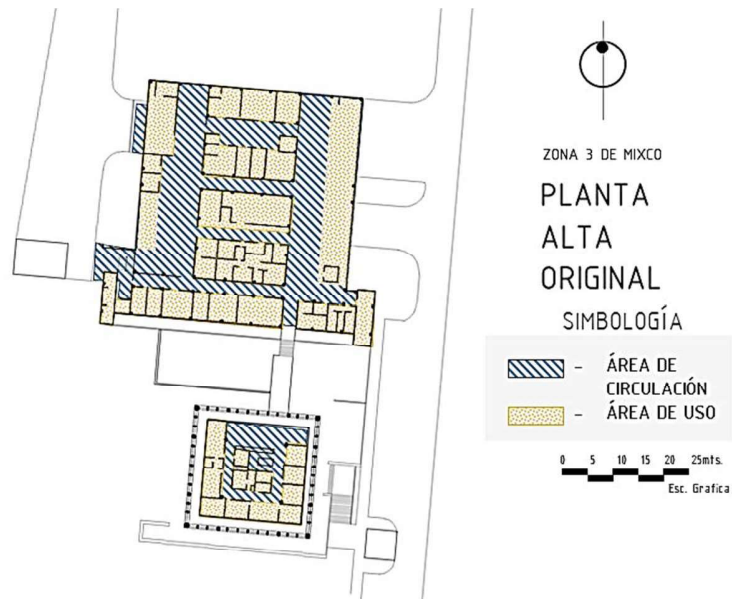 ZONA 3 DE MIXCO
PLANTA
ALTA
ORIGINAL
SIMBOLOGÍA
- ÁREA DE
CIRCULACIÓN
- ÁREA DE USO
0 5 10 15 20 25mts.
Esc. Grafica